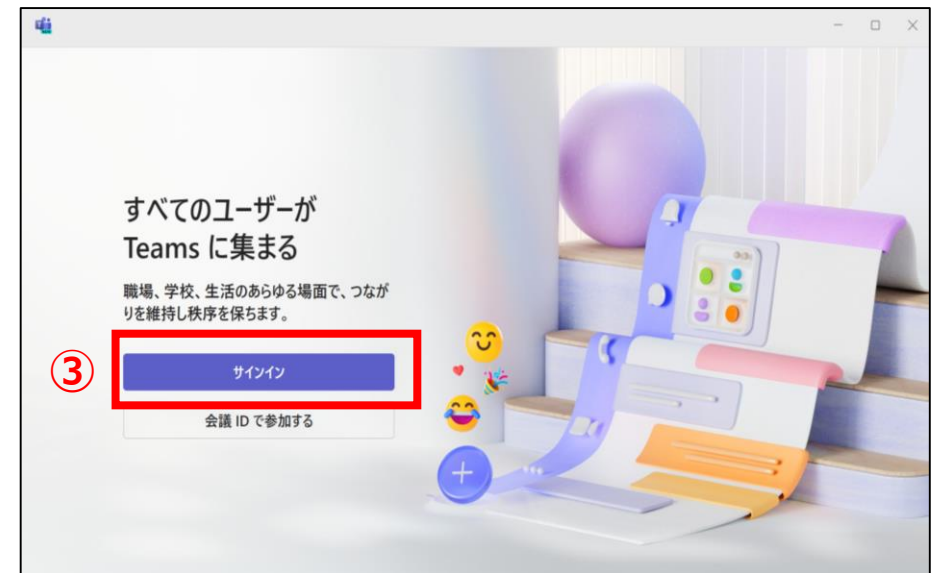 すべてのユーザーが
Teams に集まる
職場、学校、生活のあらゆる場面で、つなが
りを維持し秩序を保ちます。
③
サインイン
会議 ID で参加する